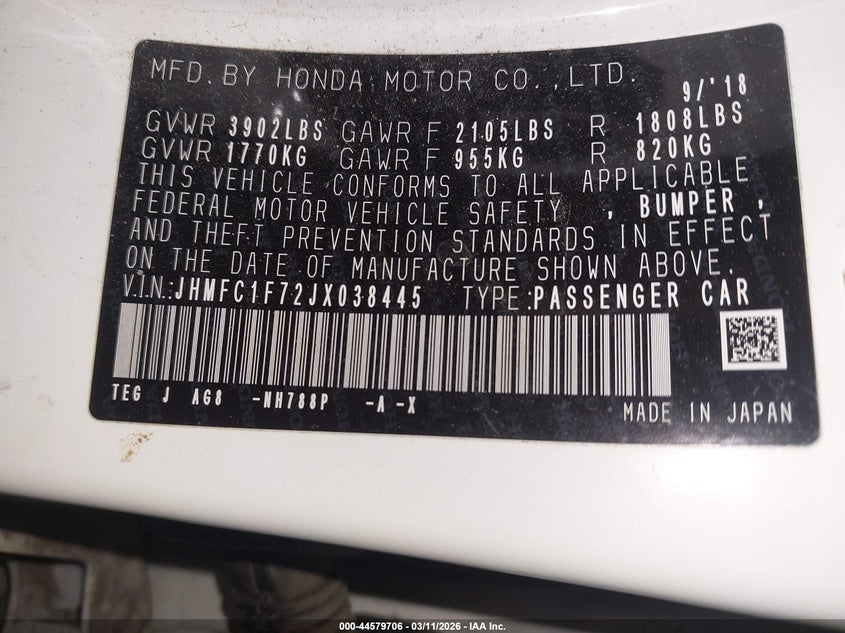 MFD. BY HONDA MOTOR CO.,LTD. 9/'18
GVWR 3902LBS GAWR F 2105LBS R 1808LBS
GVWR 1770KG GAWR F 955KG R 820KG
THIS VEHICLE CONFORMS TO ALL APPLICABLE
FEDERAL MOTOR VEHICLE SAFETY , BUMPER ,
AND THEFT PREVENTION STANDARDS IN EFFECT
ON THE DATE OF MANUFACTURE SHOWN ABOVE.
V.I.N.:JHMFC1F72JX038445 TYPE:PASSENGER CAR
TEG J AG8 -NH788P -A -X
MADE IN JAPAN
000-44579706 — 03/11/2026 — IAA Inc.